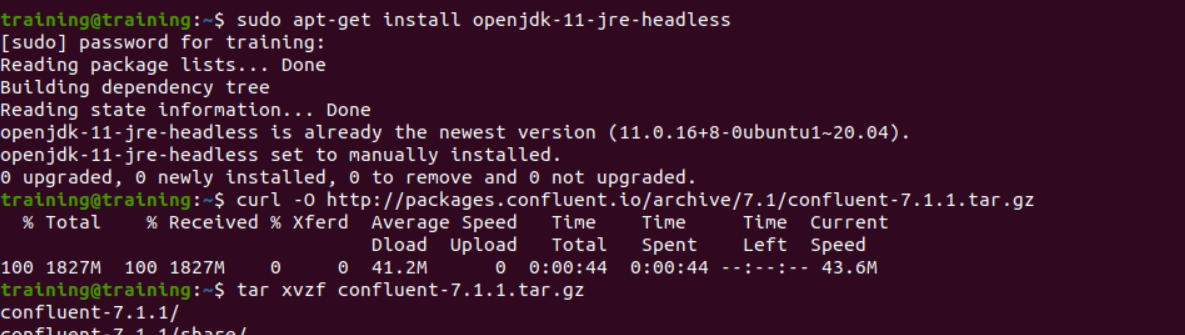 training@training:~$ sudo apt-get install openjdk-11-jre-headless
[sudo] password for training:
Reading package lists... Done
Building dependency tree
Reading state information... Done
openjdk-11-jre-headless is already the newest version (11.0.16+8-0ubuntu1~20.04).
openjdk-11-jre-headless set to manually installed.
0 upgraded, 0 newly installed, 0 to remove and 0 not upgraded.
training@training:~$ curl -O http://packages.confluent.io/archive/7.1/confluent-7.1.1.tar.gz
  % Total    % Received % Xferd  Average Speed   Time    Time     Time  Current
                                 Dload  Upload   Total   Spent    Left  Speed
100 1827M  100 1827M    0     0  41.2M      0  0:00:44  0:00:44 --:--:-- 43.6M
training@training:~$ tar xvzf confluent-7.1.1.tar.gz
confluent-7.1.1/
confluent-7.1.1/share/